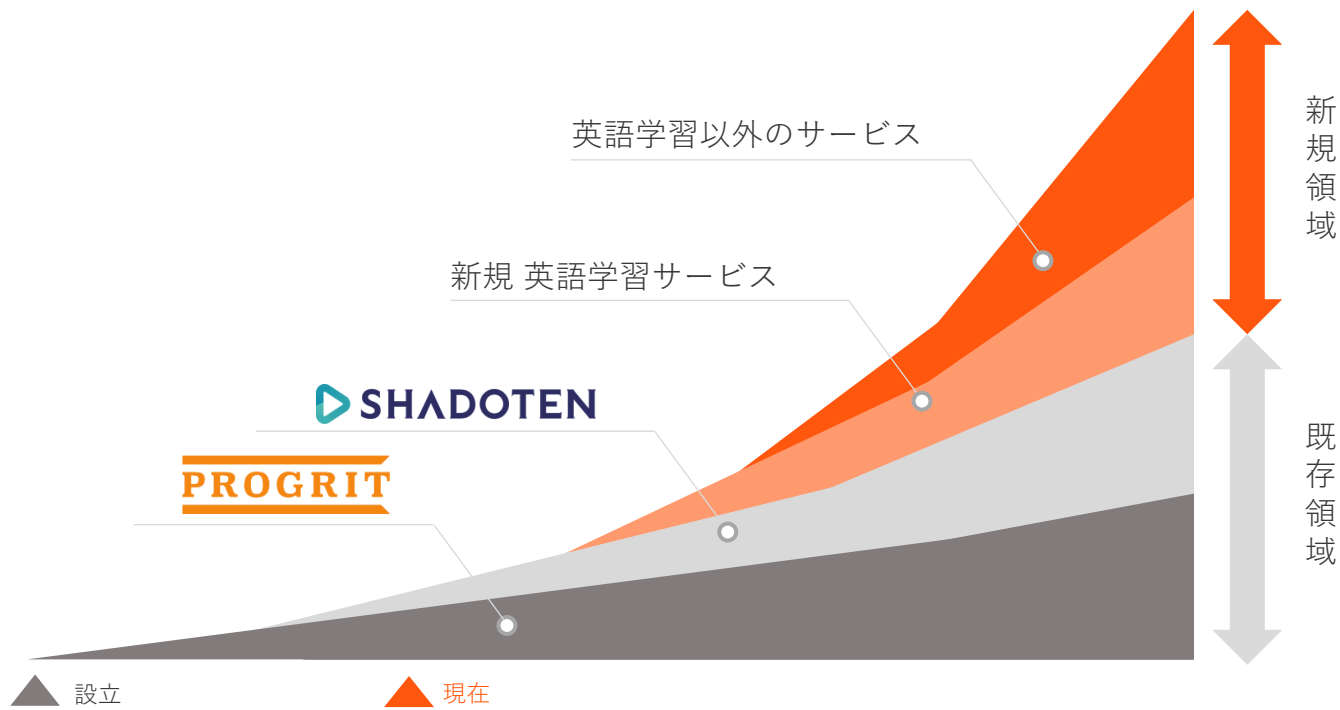 英語学習以外のサービス
新規 英語学習サービス
SHADOTEN
PROGRIT
新規領域
既存領域
設立
現在